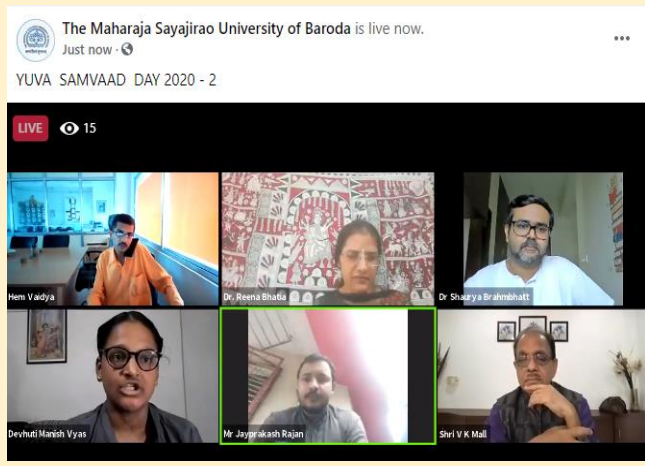 The Maharaja Sayajirao University of Baroda is live now.
Just now ·
YUVA SAMVAAD DAY 2020 - 2
LIVE 15
Hem Vaidya
Dr. Reena Bhatia
Dr Shaurya Brahmbhatt
Devhuti Manish Vyas
Mr Jayprakash Rajan
Shri V K Mall